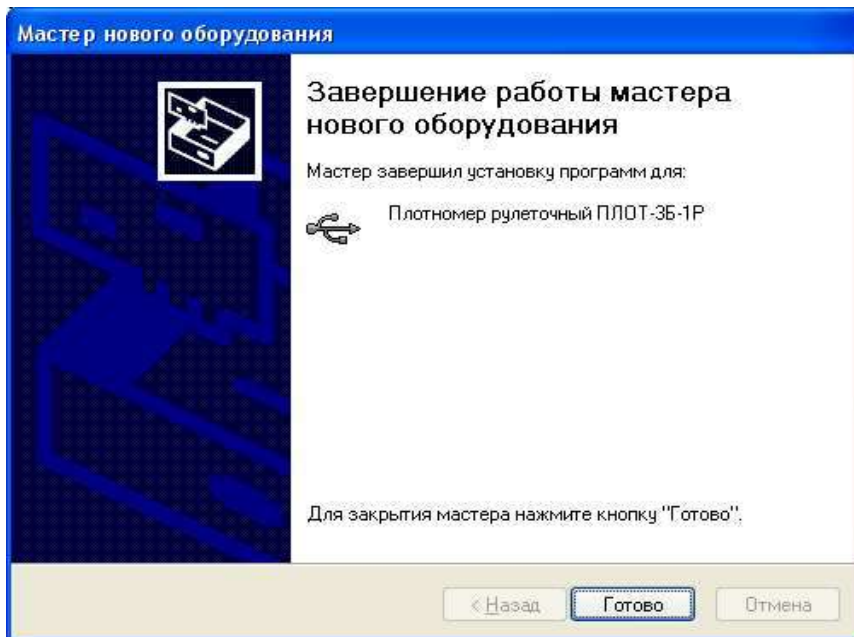 Мастер нового оборудования
Завершение работы мастера
нового оборудования
Мастер завершил установку программ для:
Плотномер рулеточный ПЛОТ-3Б-1Р
Для закрытия мастера нажмите кнопку "Готово".
< Назад Готово Отмена